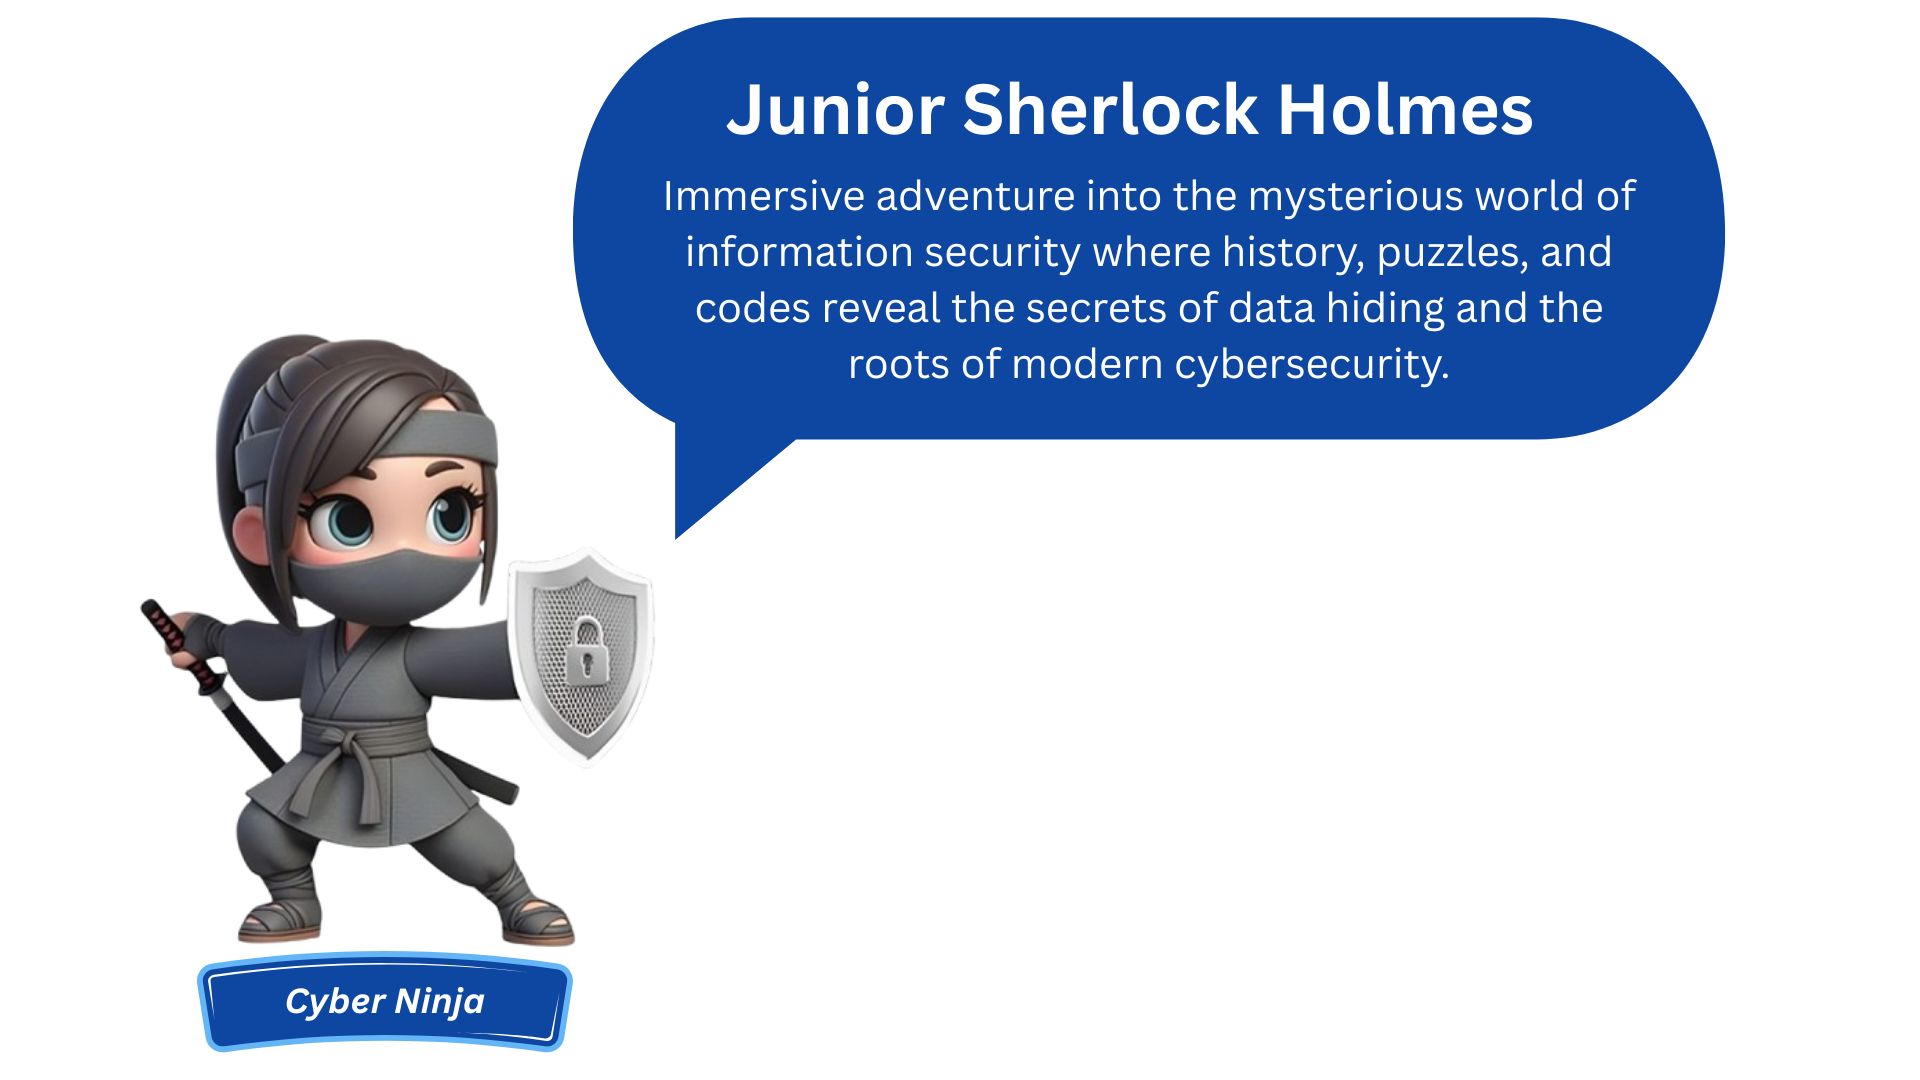 Junior Sherlock Holmes
Immersive adventure into the mysterious world of
information security where history, puzzles, and
codes reveal the secrets of data hiding and the
roots of modern cybersecurity.
Cyber Ninja